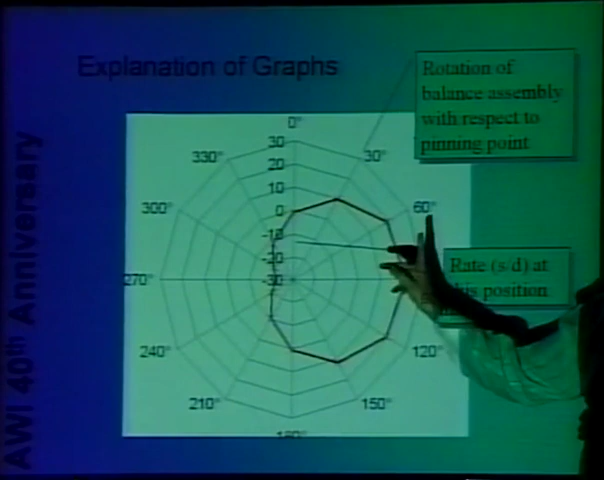 Explanation of Graphs
Rotation of
balance assembly
with respect to
pinning point
0°
30
20
10
0
-10
-20
-30
30°
60°
120°
150°
180°
210°
240°
270°
300°
330°
Rate (s/d) at
this position
AWI 40th Anniversary